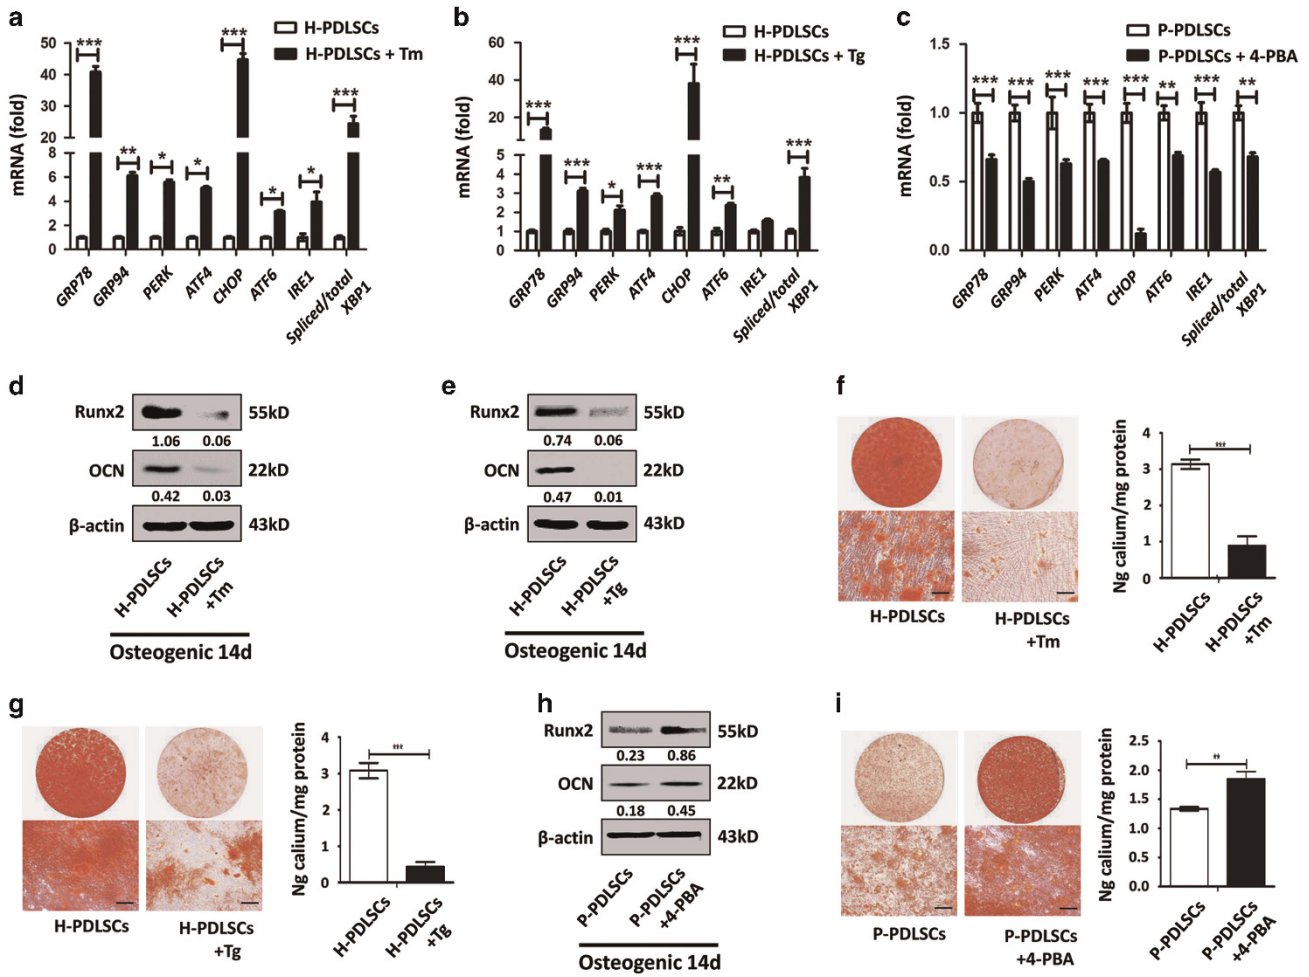 a
H-PDLSCs
H-PDLSCs + Tm
mRNA (fold)
50
40
30
20
8
6
4
2
0
***
**
*
*
***
*
*
***
GRP78
GRP94
PERK
ATF4
CHOP
ATF6
IRE1
Spliced/total
XBP1
b
H-PDLSCs
H-PDLSCs + Tg
mRNA (fold)
60
40
20
5
4
3
2
1
0
***
***
*
***
***
**
***
GRP78
GRP94
PERK
ATF4
CHOP
ATF6
IRE1
Spliced/total
XBP1
c
P-PDLSCs
P-PDLSCs + 4-PBA
mRNA (fold)
1.5
1.0
0.5
0.0
***
***
***
***
***
**
***
**
GRP78
GRP94
PERK
ATF4
CHOP
ATF6
IRE1
Spliced/total
XBP1
d
Runx2
55kD
1.06 0.06
OCN
22kD
0.42 0.03
β-actin
43kD
H-PDLSCs
H-PDLSCs
+Tm
Osteogenic 14d
e
Runx2
55kD
0.74 0.06
OCN
22kD
0.47 0.01
β-actin
43kD
H-PDLSCs
H-PDLSCs
+Tg
Osteogenic 14d
f
H-PDLSCs
H-PDLSCs
+Tm
Ng calium/mg protein
4
3
2
1
0
***
H-PDLSCs
H-PDLSCs
+Tm
g
H-PDLSCs
H-PDLSCs
+Tg
Ng calium/mg protein
4
3
2
1
0
***
H-PDLSCs
H-PDLSCs
+Tg
h
Runx2
55kD
0.23 0.86
OCN
22kD
0.18 0.45
β-actin
43kD
P-PDLSCs
P-PDLSCs
+4-PBA
Osteogenic 14d
i
P-PDLSCs
P-PDLSCs
+4-PBA
Ng calium/mg protein
2.5
2.0
1.5
1.0
0.5
0.0
**
P-PDLSCs
P-PDLSCs
+4-PBA